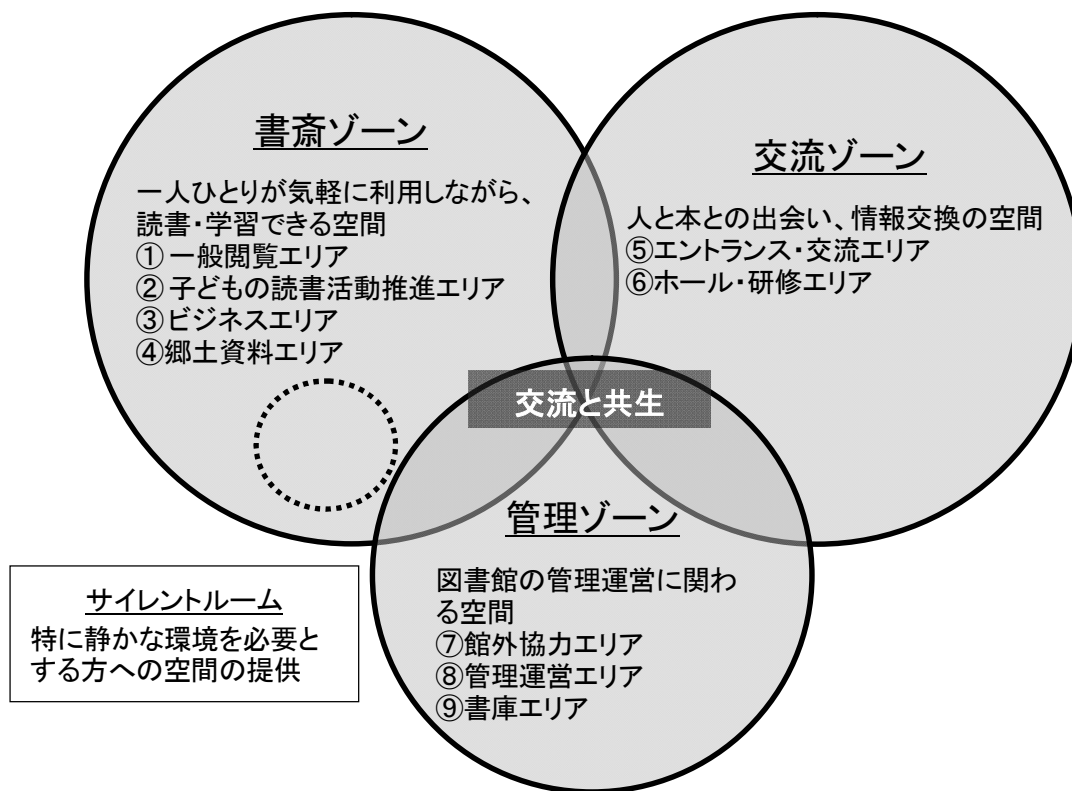 書斎ゾーン
一人ひとりが気軽に利用しながら、
読書・学習できる空間
①一般閲覧エリア
②子どもの読書活動推進エリア
③ビジネスエリア
④郷土資料エリア
交流ゾーン
人と本との出会い、情報交換の空間
⑤エントランス・交流エリア
⑥ホール・研修エリア
交流と共生
管理ゾーン
図書館の管理運営に関わ
る空間
⑦館外協力エリア
⑧管理運営エリア
⑨書庫エリア
サイレントルーム
特に静かな環境を必要と
する方への空間の提供